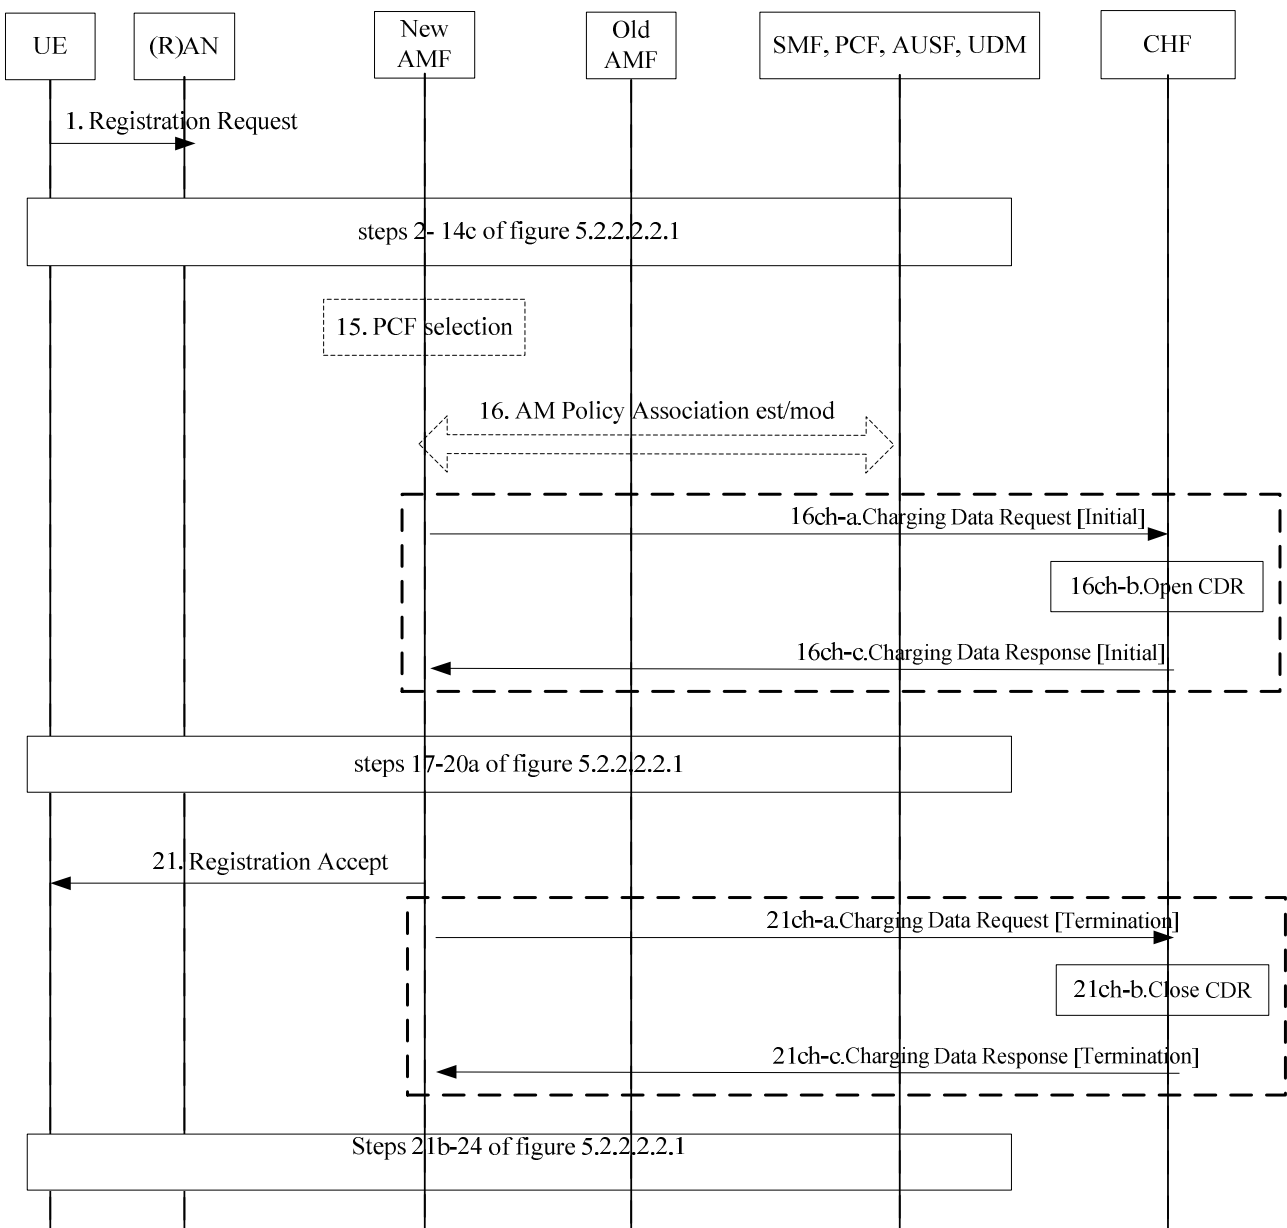 UE
(R)AN
New
AMF
Old
AMF
SMF, PCF, AUSF, UDM
CHF
1. Registration Request
steps 2- 14c of figure 5.2.2.2.2.1
15. PCF selection
16. AM Policy Association est/mod
16ch-a.Charging Data Request [Initial]
16ch-b.Open CDR
16ch-c.Charging Data Response [Initial]
steps 17-20a of figure 5.2.2.2.2.1
21. Registration Accept
21ch-a.Charging Data Request [Termination]
21ch-b.Close CDR
21ch-c.Charging Data Response [Termination]
Steps 21b-24 of figure 5.2.2.2.2.1